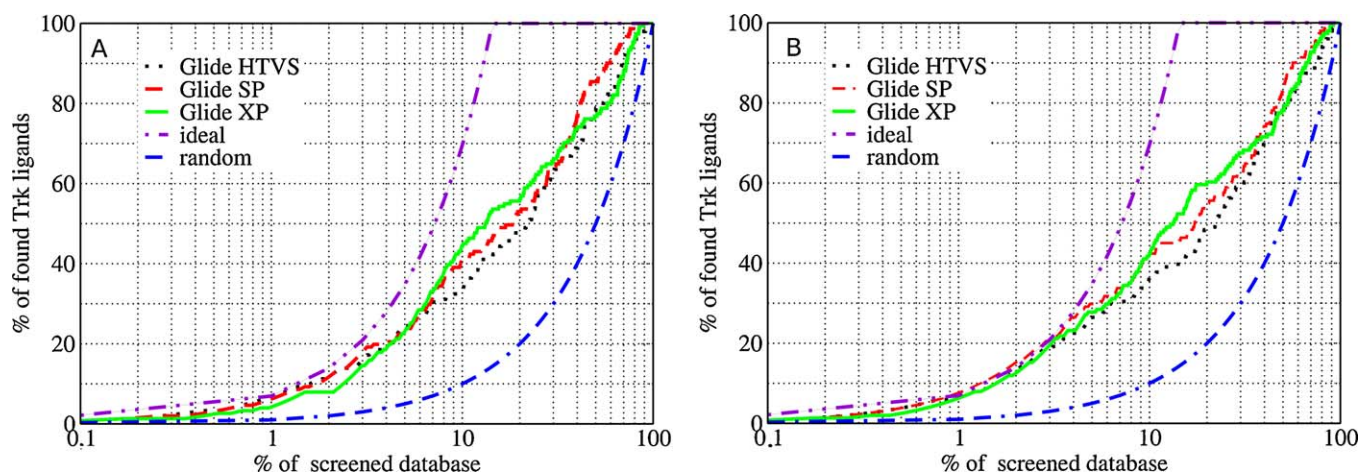 A
Glide HTVS
Glide SP
Glide XP
ideal
random
100
80
60
40
20
0
% of found Trk ligands
0.1
1
10
100
% of screened database
B
Glide HTVS
Glide SP
Glide XP
ideal
random
100
80
60
40
20
0
% of found Trk ligands
0.1
1
10
100
% of screened database